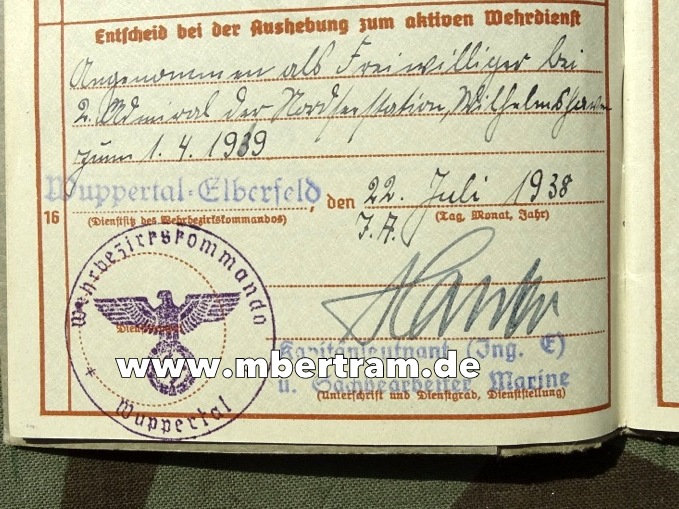 Entscheid bei der Aushebung zum aktiven Wehrdienst
Angenommen als Freiwilliger bei
2. Admiral der Nordseestation, Wilhelmshaven
zum 1. 4. 1939
Wuppertal-Elberfeld, den 22. Juli 1938
16 (Dienstsitz des Wehrbezirkskommandos) (Tag, Monat, Jahr)
I.A.
Wehrbezirkskommando
Wuppertal
www.mbertram.de
Kapitänleutnant (Ing. E)
u. Sachbearbeiter Marine
(Unterschrift und Dienstgrad, Dienststellung)